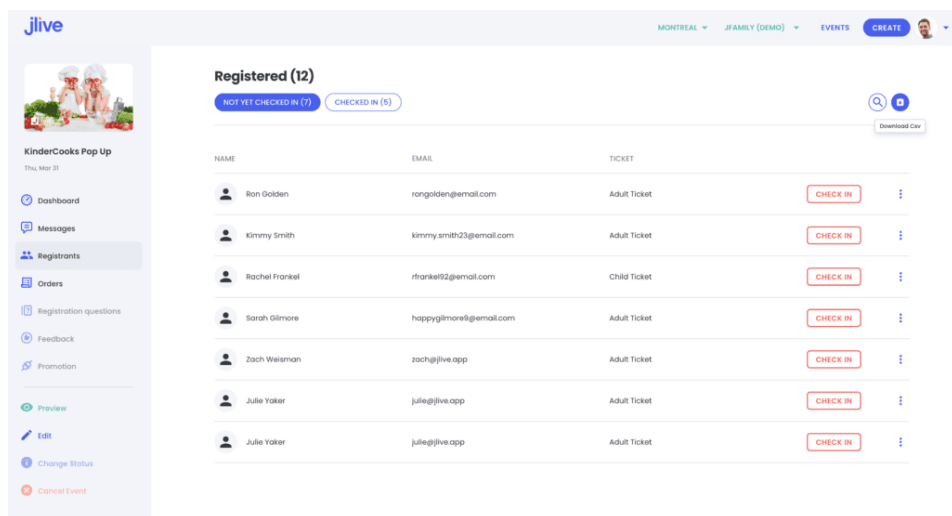 jlive
MONTREAL
JFAMILY (DEMO)
EVENTS
CREATE
KinderCooks Pop Up
Thu, Mar 31
Dashboard
Messages
Registrants
Orders
Registration questions
Feedback
Promotion
Preview
Edit
Change Status
Cancel Event
Registered (12)
NOT YET CHECKED IN (7)
CHECKED IN (5)
Download Csv
NAME EMAIL TICKET
Ron Golden rongolden@email.com Adult Ticket CHECK IN
Kimmy Smith kimmy.smith23@email.com Adult Ticket CHECK IN
Rachel Frankel rfrankel92@email.com Child Ticket CHECK IN
Sarah Gilmore happygilmore9@email.com Adult Ticket CHECK IN
Zach Weisman zach@jlive.app Adult Ticket CHECK IN
Julie Yaker julie@jlive.app Adult Ticket CHECK IN
Julie Yaker julie@jlive.app Adult Ticket CHECK IN